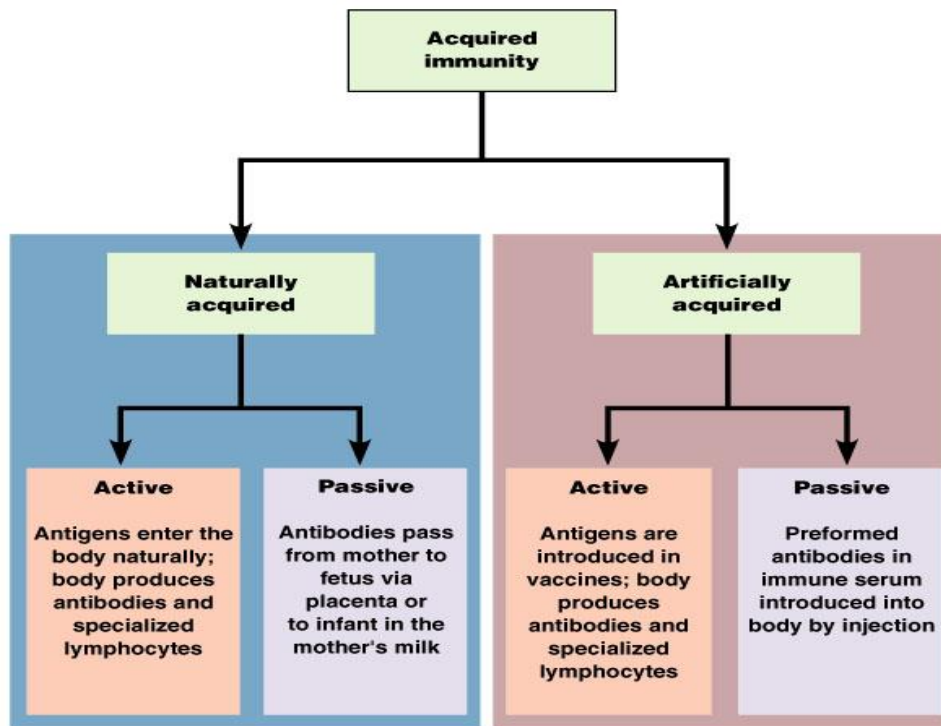 Acquired
immunity
Naturally
acquired
Artificially
acquired
Active
Antigens enter the
body naturally;
body produces
antibodies and
specialized
lymphocytes
Passive
Antibodies pass
from mother to
fetus via
placenta or
to infant in the
mother's milk
Active
Antigens are
introduced in
vaccines; body
produces
antibodies and
specialized
lymphocytes
Passive
Preformed
antibodies in
immune serum
introduced into
body by injection